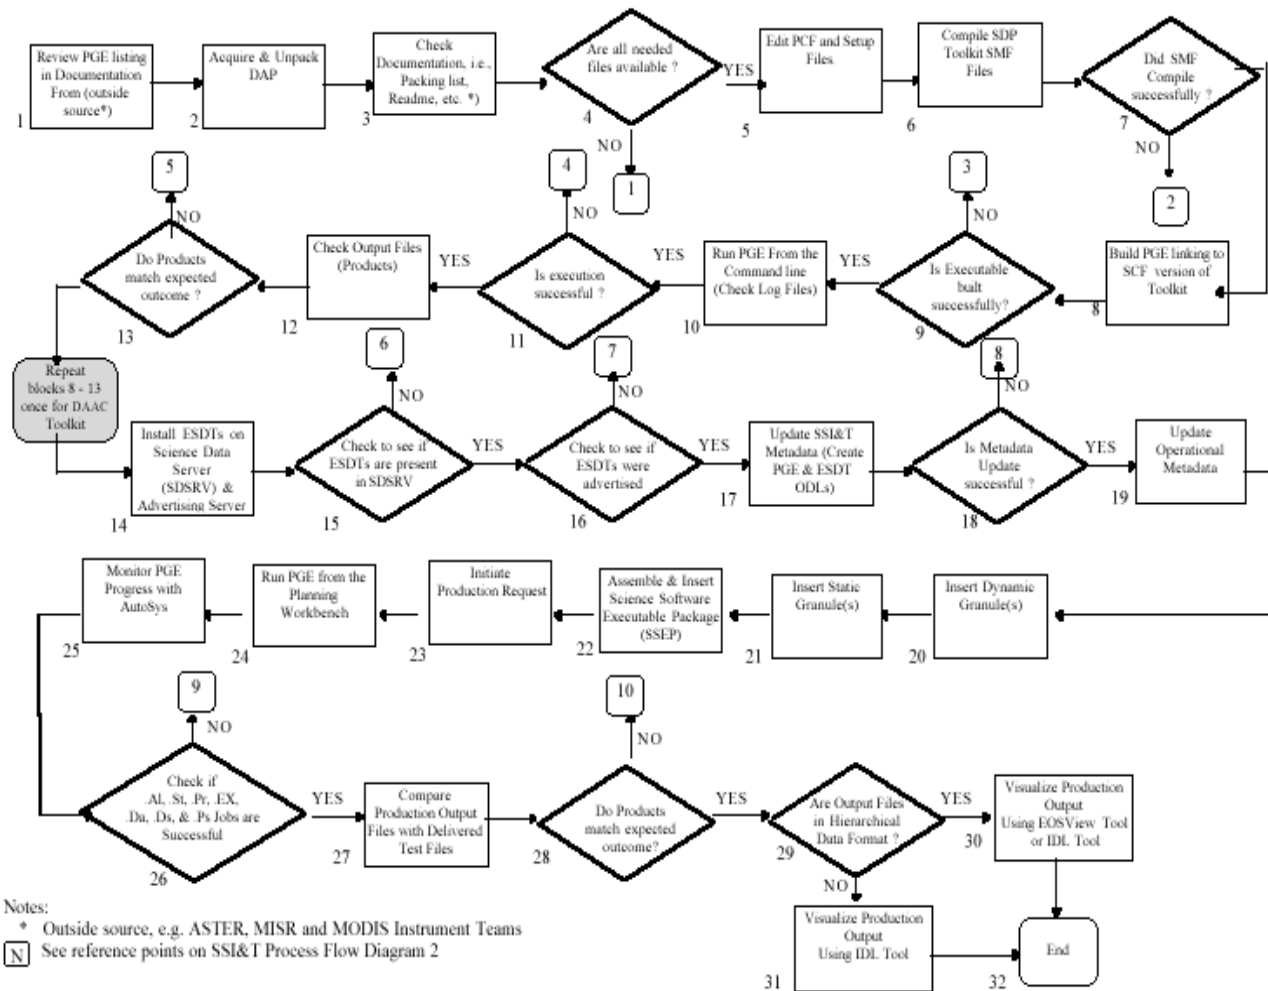 Review PGE listing
in Documentation
From (outside
source*)
1
Acquire & Unpack
DAP
2
Check
Documentation, i.e.,
Packing list,
Readme, etc. *)
3
Are all needed
files available ?
4
YES
NO
1
Edit PCF and Setup
Files.
5
Compile SDP
Toolkit SMF
Files
6
Did SMF
Compile
successfully ?
7
NO
2
5
NO
Do Products
match expected
outcome ?
13
Check Output Files
(Products)
12
YES
4
NO
Is execution
successful ?
11
Run PGE From the
Command line
(Check Log Files)
10
YES
3
NO
Is Executable
built
successfully?
9
Build PGE linking to
SCF version of
Toolkit
8
Repeat
blocks 8 - 13
once for DAAC
Toolkit
Install ESDTs on
Science Data
Server
(SDSRV) &
Advertising Server
14
6
NO
Check to see if
ESDTs are present
in SDSRV
15
YES
7
NO
Check to see if
ESDTs were
advertised
16
YES
Update SSI&T
Metadata (Create
PGE & ESDT
ODLs)
17
8
NO
Is Metadata
Update
successful ?
18
YES
Update
Operational
Metadata
19
Monitor PGE
Progress with
AutoSys
25
Run PGE from the
Planning
Workbench
24
Initiate
Production Request
23
Assemble & Insert
Science Software
Executable Package
(SSEP)
22
Insert Static
Granule(s)
21
Insert Dynamic
Granule(s)
20
9
NO
Check if
.Al, .St, .Pr, .EX,
.Da, .Ds, & .Ps Jobs are
Successful
26
YES
Compare
Production Output
Files with Delivered
Test Files
27
10
NO
Do Products
match expected
outcome?
28
YES
Are Output Files
in Hierarchical
Data Format ?
29
YES
NO
Visualize Production
Output
Using EOSView Tool
or IDL Tool
30
Visualize Production
Output
Using IDL Tool
31
End
32
Notes:
* Outside source, e.g. ASTER, MISR and MODIS Instrument Teams
N See reference points on SSI&T Process Flow Diagram 2